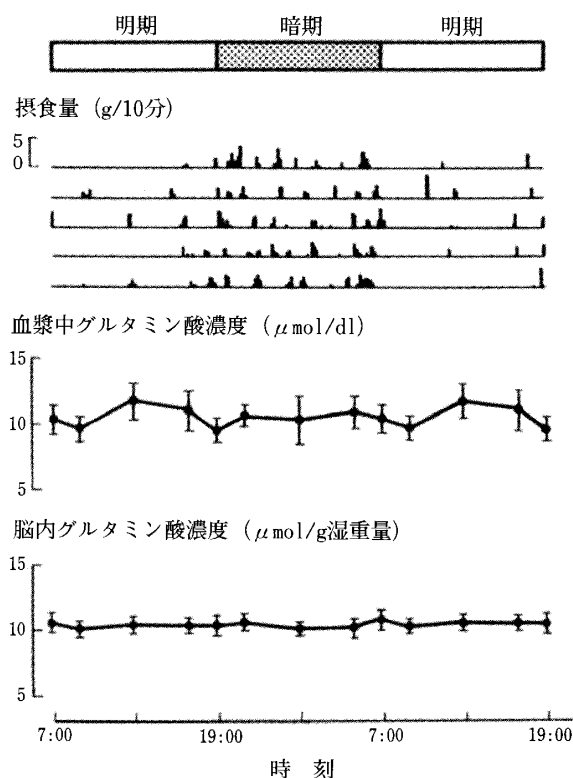 明期 暗期 明期
摂食量 (g/10分)
5
0
血漿中グルタミン酸濃度 (μmol/dl)
15
10
5
脳内グルタミン酸濃度 (μmol/g湿重量)
15
10
5
7:00 19:00 7:00 19:00
時 刻